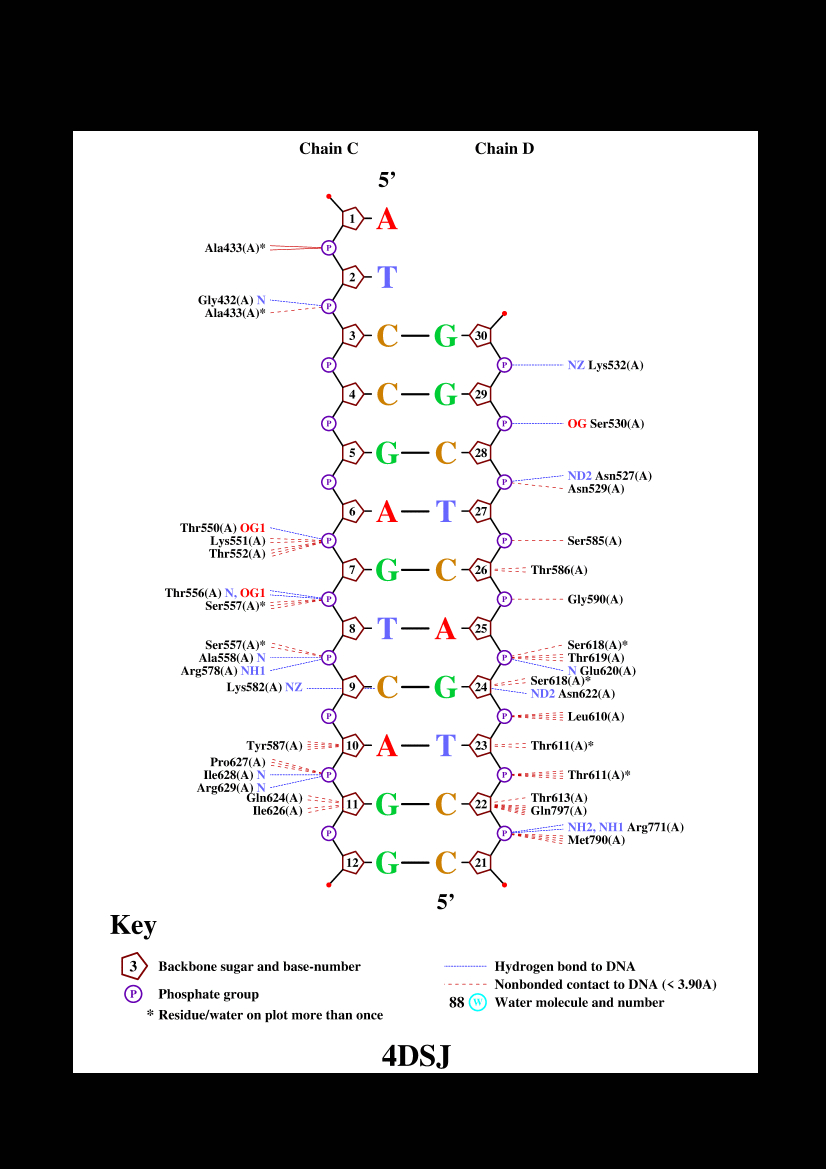 Chain C Chain D
5’
1 A
Ala433(A)* P
2 T
Gly432(A) N
Ala433(A)* P
3 C G 30
P P NZ Lys532(A)
4 C G 29
P P OG Ser530(A)
5 G C 28
P P ND2 Asn527(A)
Asn529(A)
6 A T 27
Thr550(A) OG1
Lys551(A) P P Ser585(A)
Thr552(A)
7 G C 26 Thr586(A)
Thr556(A) N, OG1
Ser557(A)* P P Gly590(A)
8 T A 25
Ser557(A)* Ser618(A)*
Ala558(A) N P P Thr619(A)
Arg578(A) NH1 N Glu620(A)
Ser618(A)*
Lys582(A) NZ 9 C G 24
ND2 Asn622(A)
P P Leu610(A)
Tyr587(A) 10 A T 23 Thr611(A)*
Pro627(A)
Ile628(A) N P P Thr611(A)*
Arg629(A) N
Gln624(A) Thr613(A)
11 G C 22
Ile626(A) Gln797(A)
P P NH2, NH1 Arg771(A)
Met790(A)
12 G C 21
5’
Key
3 Backbone sugar and base-number
P Phosphate group
* Residue/water on plot more than once
Hydrogen bond to DNA
Nonbonded contact to DNA (< 3.90A)
88 W Water molecule and number
4DSJ